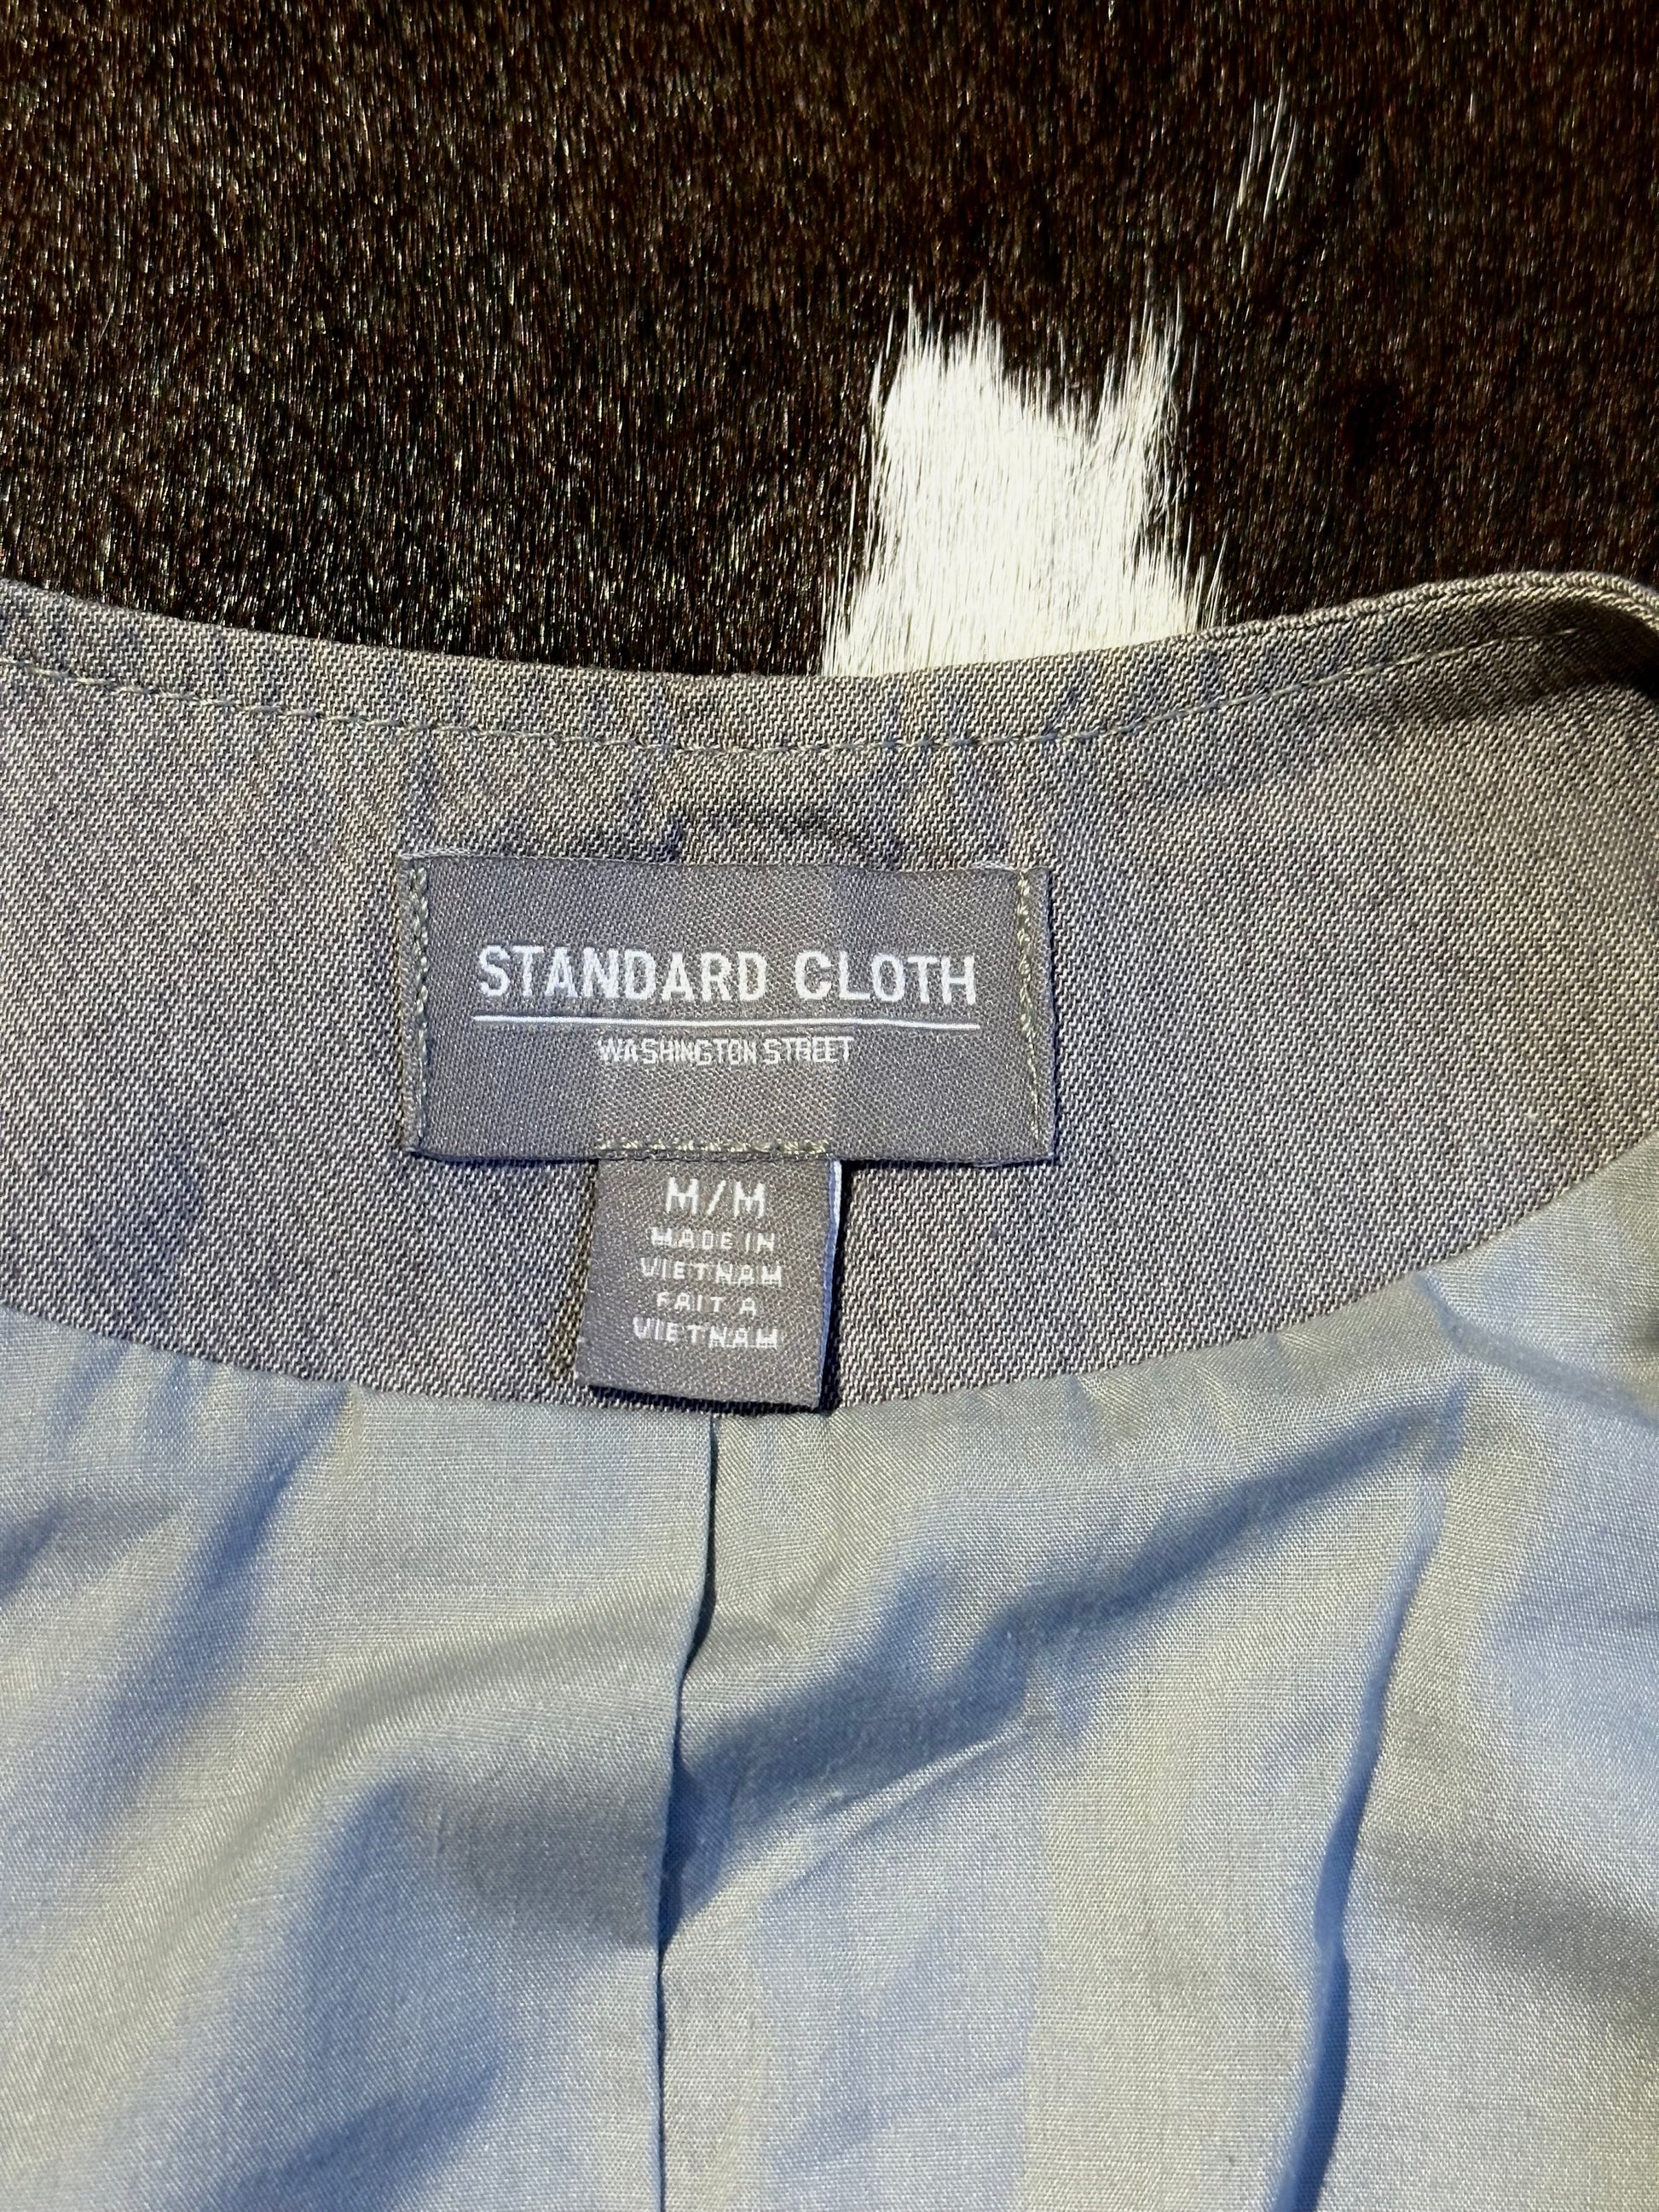 STANDARD CLOTH
WASHINGTON STREET
M/M
MADE IN
VIETNAM
FAIT A
VIETNAM